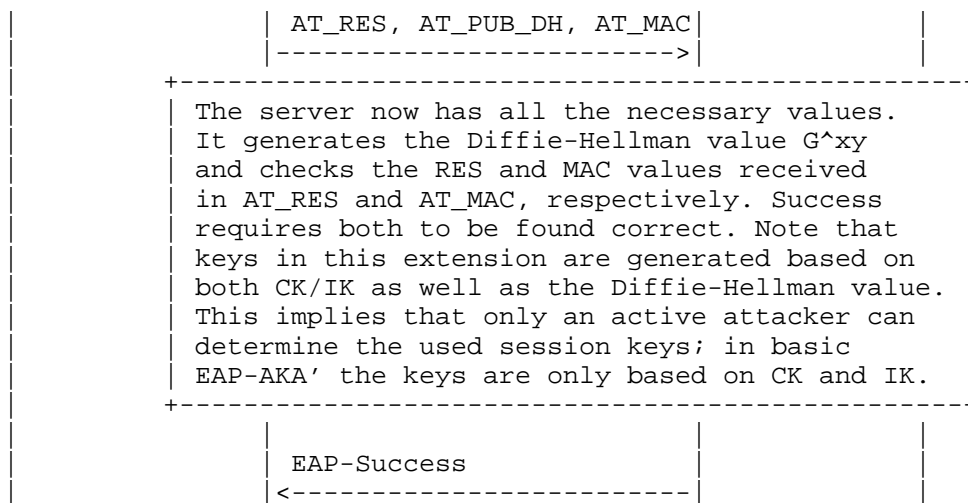 AT_RES, AT_PUB_DH, AT_MAC
The server now has all the necessary values.
It generates the Diffie-Hellman value G^xy
and checks the RES and MAC values received
in AT_RES and AT_MAC, respectively. Success
requires both to be found correct. Note that
keys in this extension are generated based on
both CK/IK as well as the Diffie-Hellman value.
This implies that only an active attacker can
determine the used session keys; in basic
EAP-AKA' the keys are only based on CK and IK.
EAP-Success